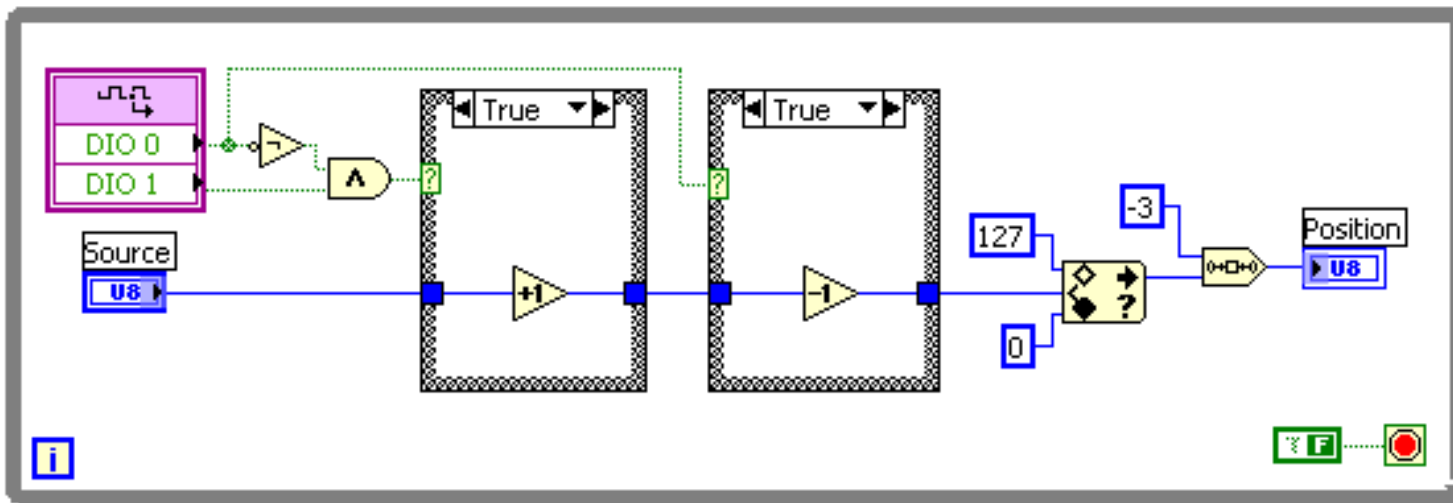 True
True
DIO 0
DIO 1
?
?
-3
Source
127
Position
U8
+1
-1
?
U8
0
i
F